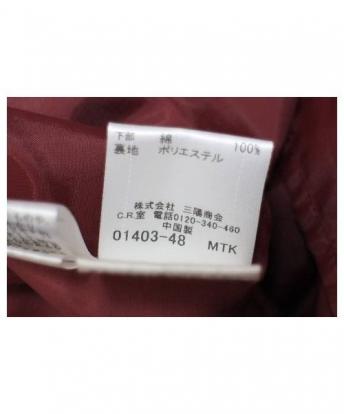 下部 綿
裏地 ポリエステル 100%
株式会社 三陽商会
C.R.室 電話0120-340-460
中国製
01403-48 MTK